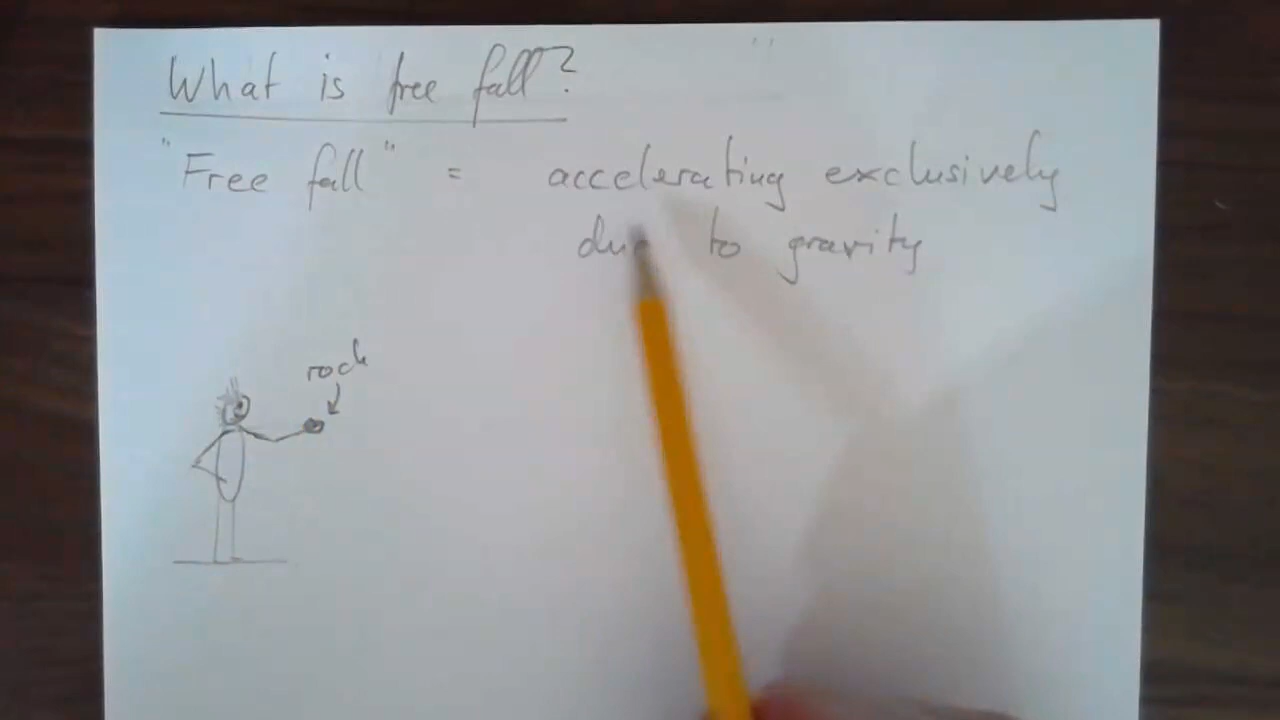 What is free fall?
"Free fall" = accelerating exclusively
due to gravity
rock